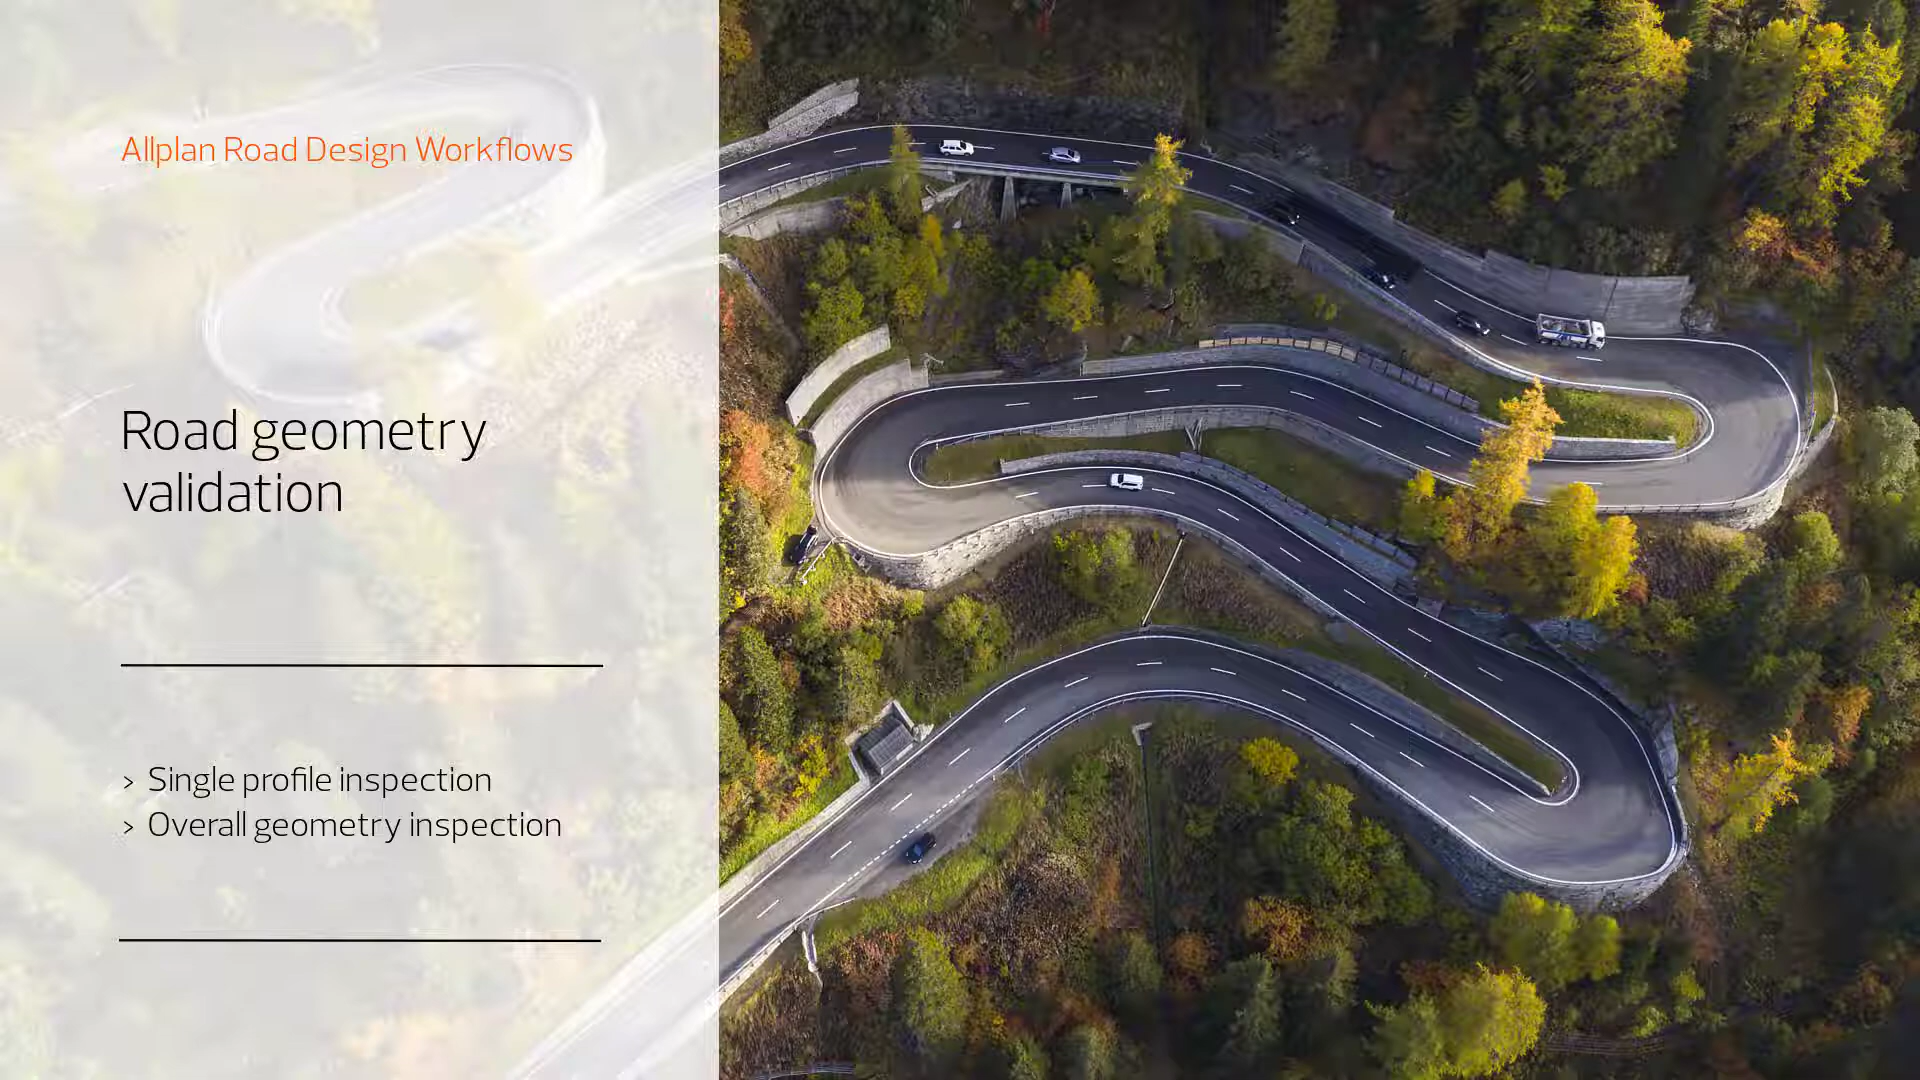 Allplan Road Design Workflows
Road geometry
validation
> Single profile inspection
> Overall geometry inspection